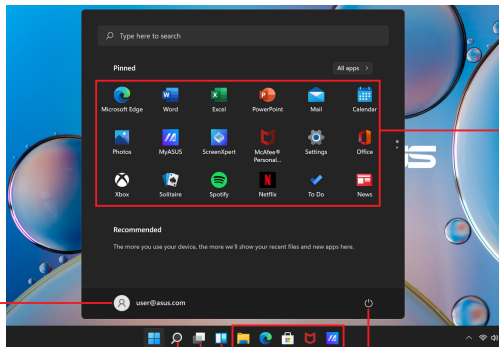 Type here to search
Pinned
All apps >
Microsoft Edge Word Excel PowerPoint Mail Calendar
Photos MyASUS ScreenXpert McAfee® Personal... Settings Office
Xbox Solitaire Spotify Netflix To Do News
Recommended
The more you use your device, the more we'll show your recent files and new apps here.
user@asus.com